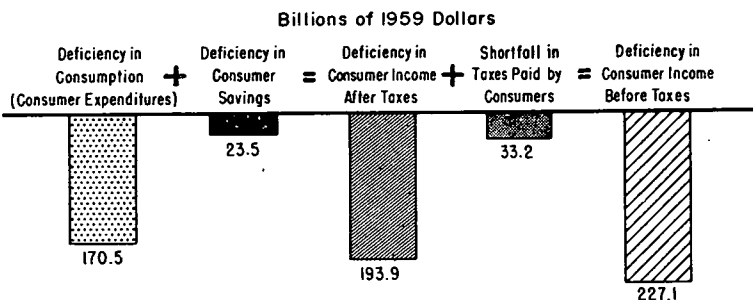 Billions of 1959 Dollars
Deficiency in Consumption (Consumer Expenditures) + Deficiency in Consumer Savings = Deficiency in Consumer Income After Taxes + Shortfall in Taxes Paid by Consumers = Deficiency in Consumer Income Before Taxes
170.5
23.5
193.9
33.2
227.1